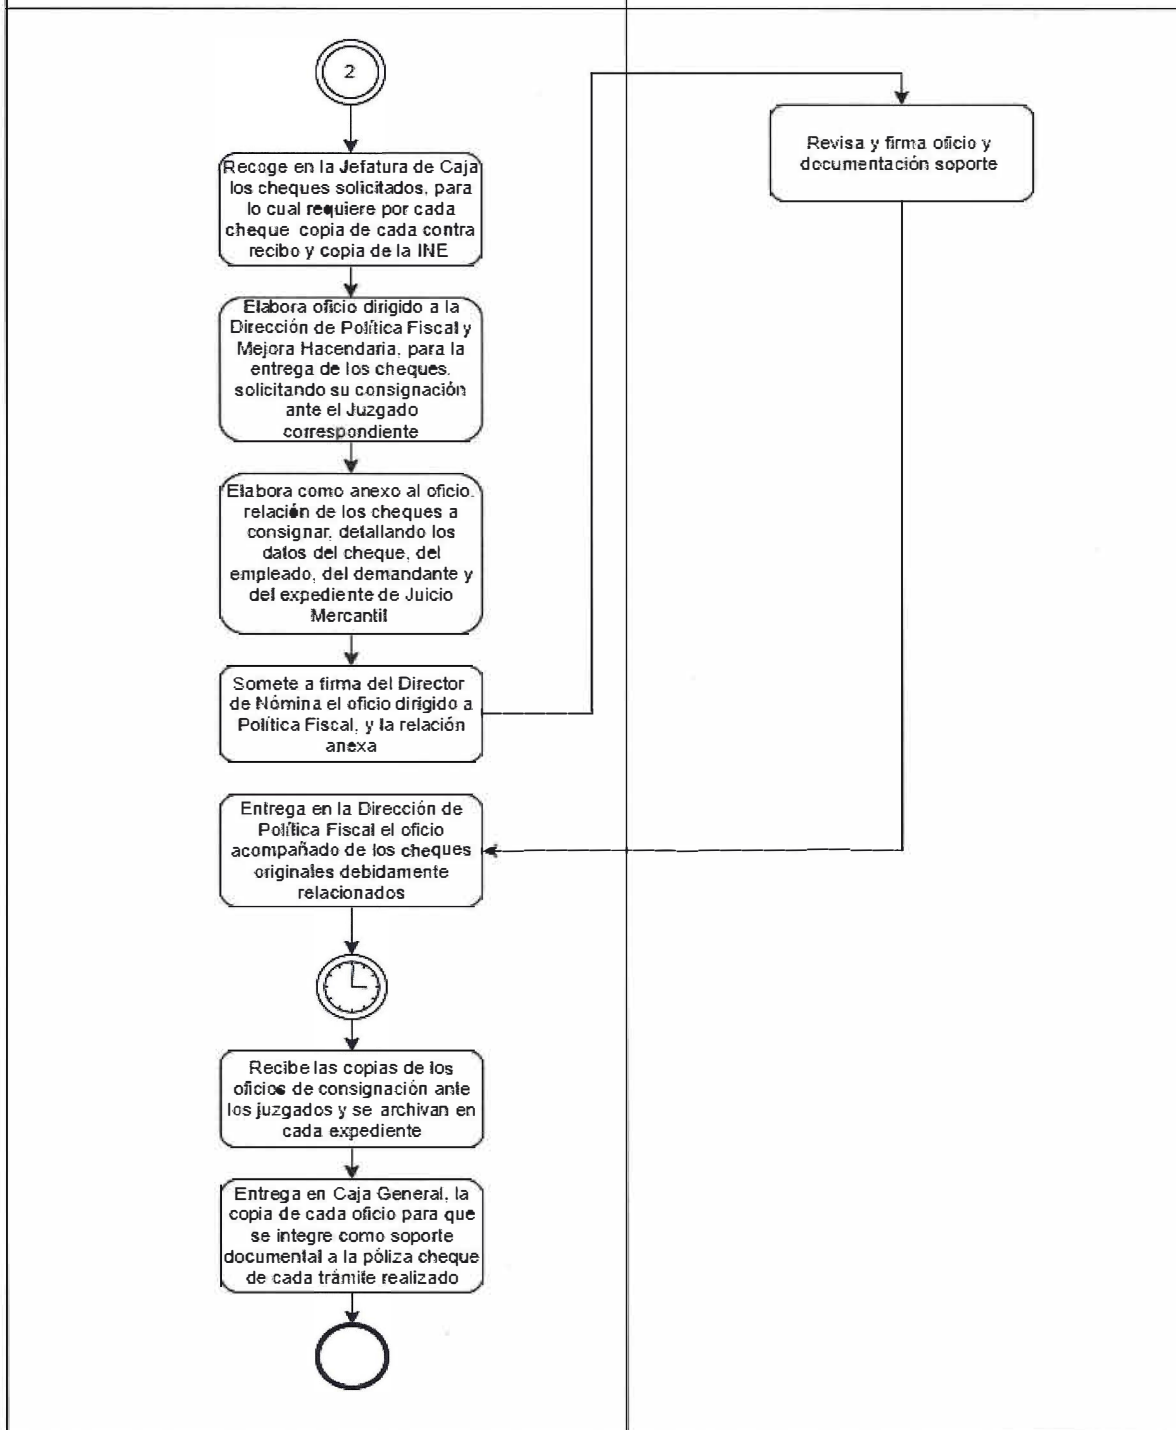 2
Recoge en la Jefatura de Caja
los cheques solicitados, para
lo cual requiere por cada
cheque copia de cada contra
recibo y copia de la INE
Elabora oficio dirigido a la
Dirección de Política Fiscal y
Mejora Hacendaria, para la
entrega de los cheques,
solicitando su consignación
ante el Juzgado
correspondiente
Elabora como anexo al oficio,
relación de los cheques a
consignar, detallando los
datos del cheque, del
empleado, del demandante y
del expediente de Juicio
Mercantil
Somete a firma del Director
de Nómina el oficio dirigido a
Política Fiscal, y la relación
anexa
Revisa y firma oficio y
documentación soporte
Entrega en la Dirección de
Política Fiscal el oficio
acompañado de los cheques
originales debidamente
relacionados
Recibe las copias de los
oficios de consignación ante
los juzgados y se archivan en
cada expediente
Entrega en Caja General, la
copia de cada oficio para que
se integre como soporte
documental a la póliza cheque
de cada trámite realizado